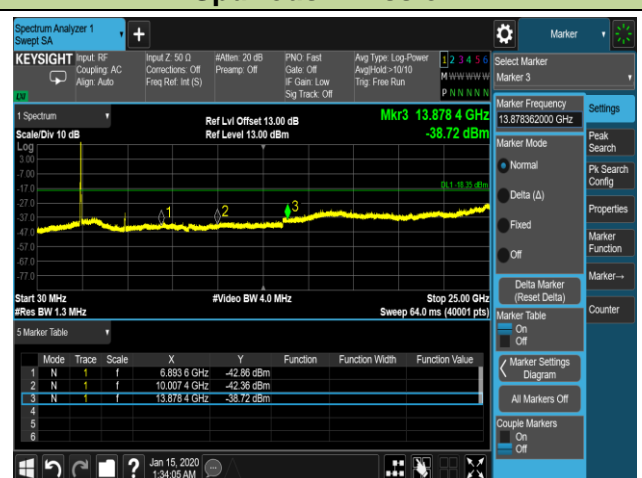 Spectrum Analyzer 1
Swept SA
KEYSIGHT
Input: RF
Coupling: AC
Align: Auto
Input Z: 50 Ω
Corrections: Off
Freq Ref: Int (S)
#Atten: 20 dB
Preamp: Off
PNO: Fast
Gate: Off
IF Gain: Low
Sig Track: Off
Avg Type: Log-Power
Avg|Hold:>10/10
Trig: Free Run
1 2 3 4 5 6
M W W W W W
P N N N N N
LXI
1 Spectrum
Scale/Div 10 dB
Ref Lvl Offset 13.00 dB
Ref Level 13.00 dBm
Mkr3 13.878 4 GHz
-38.72 dBm
Log
3.00
-7.00
-17.0
-27.0
-37.0
-47.0
-57.0
-67.0
-77.0
DL1 -18.35 dBm
1
2
3
Start 30 MHz
#Video BW 4.0 MHz
Stop 25.00 GHz
#Res BW 1.3 MHz
Sweep 64.0 ms (40001 pts)
5 Marker Table
Mode Trace Scale X Y Function Function Width Function Value
1 N 1 f 6.893 6 GHz -42.86 dBm
2 N 1 f 10.007 4 GHz -42.36 dBm
3 N 1 f 13.878 4 GHz -38.72 dBm
4
5
6
Jan 15, 2020
1:34:05 AM
Marker
Select Marker
Marker 3
Marker Frequency
13.878362000 GHz
Marker Mode
Normal
Delta (Δ)
Fixed
Off
Delta Marker
(Reset Delta)
Marker Table
On
Off
Marker Settings
Diagram
All Markers Off
Couple Markers
On
Off
Settings
Peak
Search
Pk Search
Config
Properties
Marker
Function
Marker→
Counter